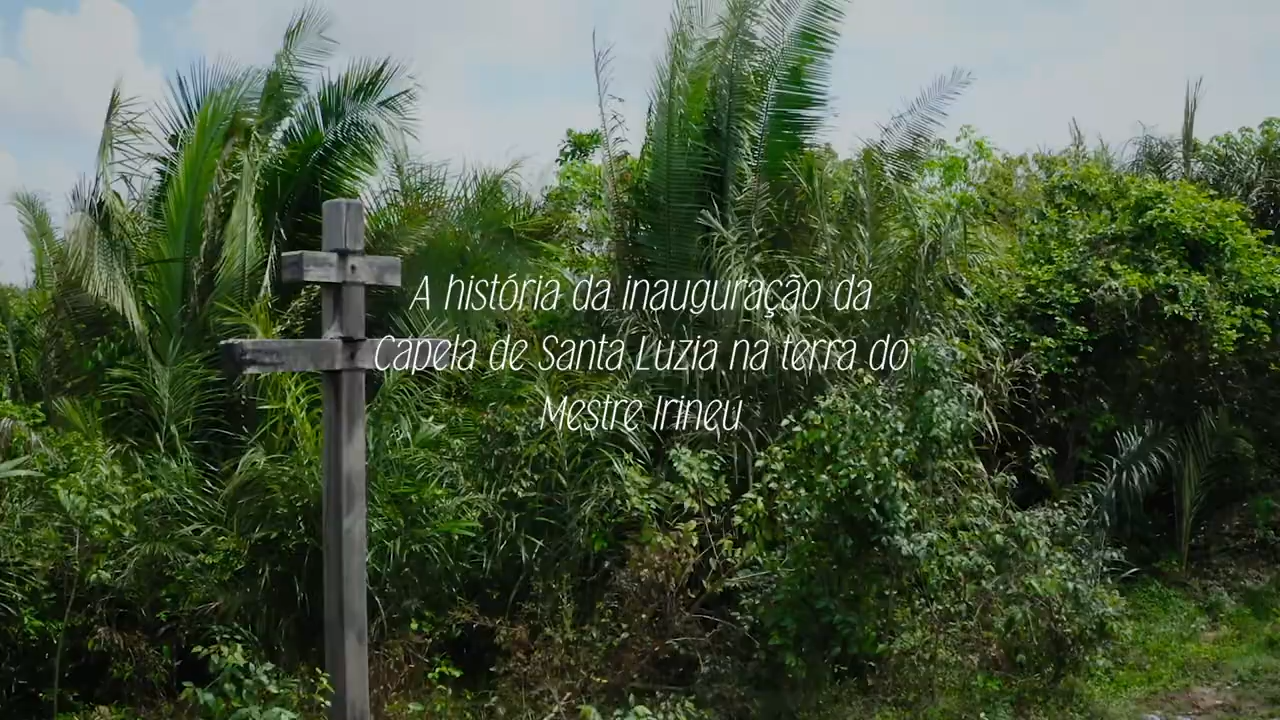 A história da inauguração da
Capela de Santa Luzia na terra do
Mestre Irineu